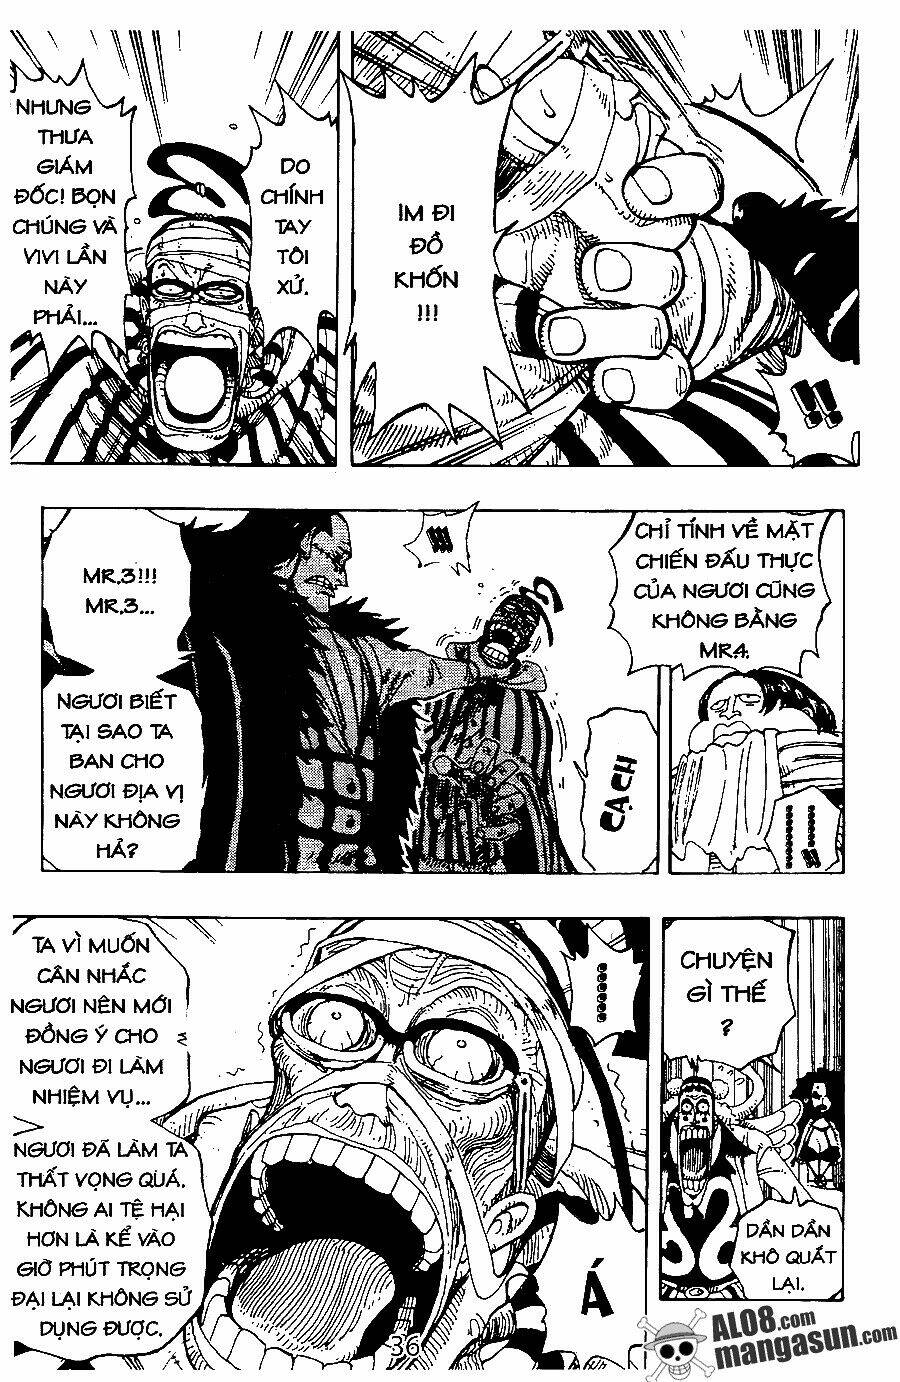 NHƯNG
THƯA
GIÁM
ĐỐC! BỌN
CHÚNG VÀ
VIVI LẦN
NÀY
PHẢI...
DO
CHÍNH
TAY
TÔI
XỬ.
IM ĐI
ĐỒ
KHỐN
!!!
!!
MR.3!!!
MR.3...
NGƯƠI BIẾT
TẠI SAO TA
BAN CHO
NGƯƠI ĐỊA VỊ
NÀY KHÔNG
HẢ?
!!!
CẠCH
CHỈ TÍNH VỀ MẶT
CHIẾN ĐẤU THỰC
CỦA NGƯƠI CŨNG
KHÔNG BẰNG
MR4.
TA VÌ MUỐN
CÂN NHẮC
NGƯƠI NÊN MỚI
ĐỒNG Ý CHO
NGƯƠI ĐI LÀM
NHIỆM VỤ...
NGƯƠI ĐÃ LÀM TA
THẤT VỌNG QUÁ.
KHÔNG AI TỆ HẠI
HƠN LÀ KỂ VÀO
GIỜ PHÚT TRỌNG
ĐẠI LẠI KHÔNG SỬ
DỤNG ĐƯỢC.
Á
CHUYỆN
GÌ THẾ
?
DẦN DẦN
KHÔ QUẮT
LẠI.
36
AL08.com
mangasun.com